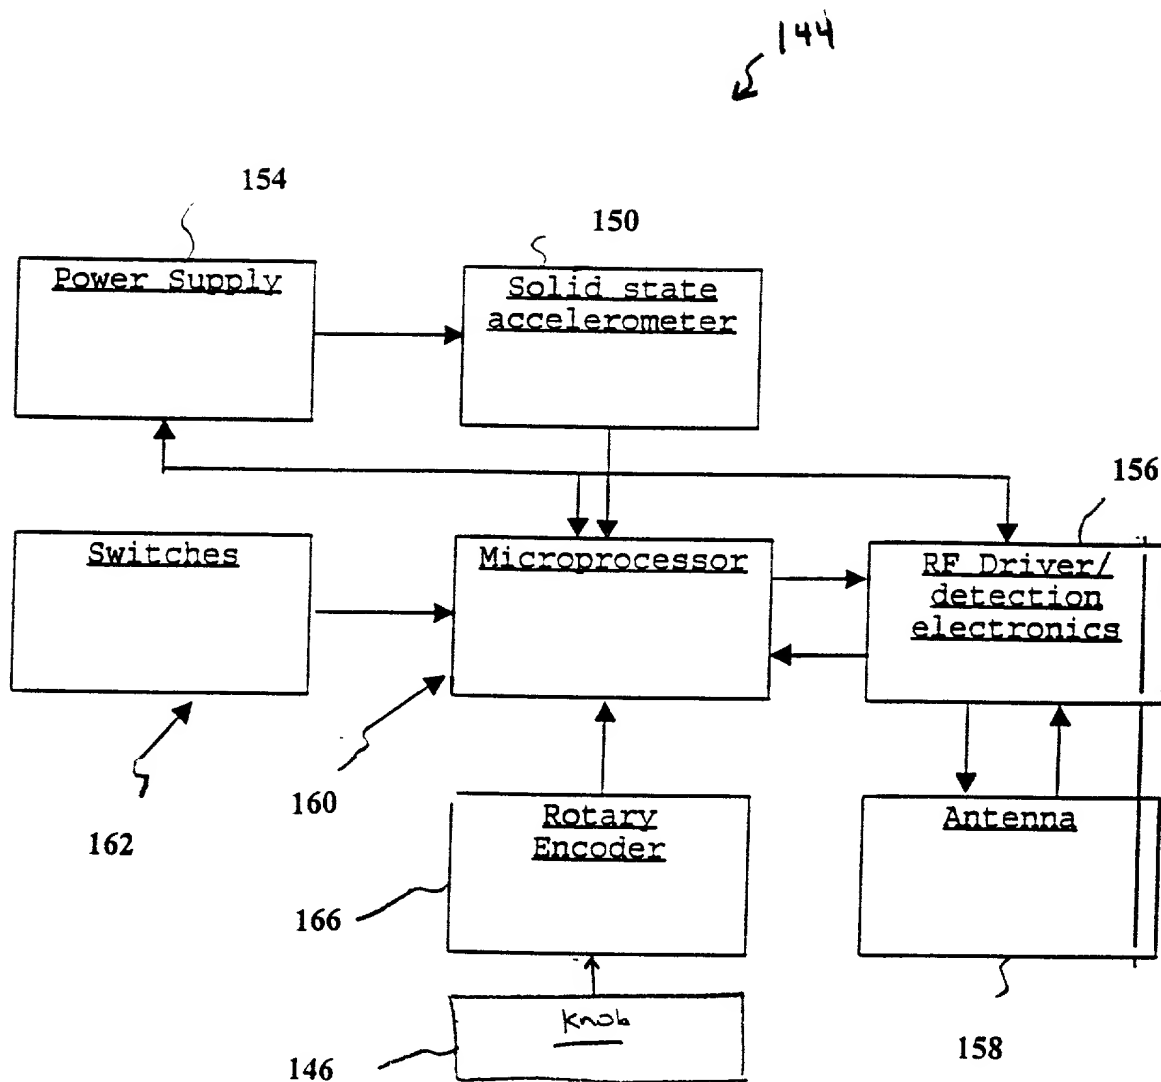 144
154
150
Power Supply
Solid state
accelerometer
156
Switches
Microprocessor
RF Driver/
detection
electronics
162
160
Rotary
Encoder
Antenna
166
Knob
146
158